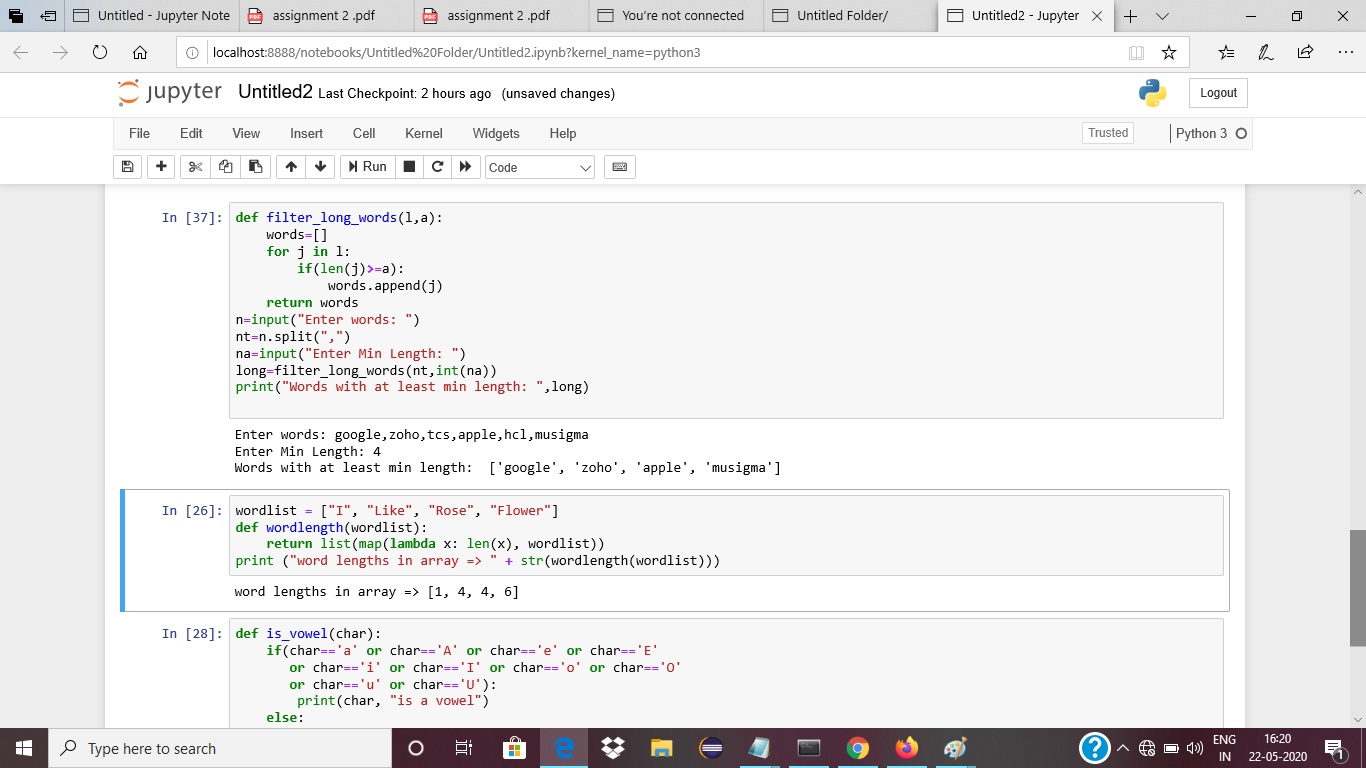 Untitled - Jupyter Note
assignment 2 .pdf
assignment 2 .pdf
You're not connected
Untitled Folder/
Untitled2 - Jupyter
localhost:8888/notebooks/Untitled%20Folder/Untitled2.ipynb?kernel_name=python3
jupyter Untitled2 Last Checkpoint: 2 hours ago (unsaved changes)
Logout
File Edit View Insert Cell Kernel Widgets Help
Trusted
Python 3
Run
Code
In [37]:
def filter_long_words(l,a):
    words=[]
    for j in l:
        if(len(j)>=a):
            words.append(j)
    return words
n=input("Enter words: ")
nt=n.split(",")
na=input("Enter Min Length: ")
long=filter_long_words(nt,int(na))
print("Words with at least min length: ",long)
Enter words: google,zoho,tcs,apple,hcl,musigma
Enter Min Length: 4
Words with at least min length:  ['google', 'zoho', 'apple', 'musigma']
In [26]:
wordlist = ["I", "Like", "Rose", "Flower"]
def wordlength(wordlist):
    return list(map(lambda x: len(x), wordlist))
print ("word lengths in array => " + str(wordlength(wordlist)))
word lengths in array => [1, 4, 4, 6]
In [28]:
def is_vowel(char):
    if(char=='a' or char=='A' or char=='e' or char=='E'
       or char=='i' or char=='I' or char=='o' or char=='O'
       or char=='u' or char=='U'):
        print(char, "is a vowel")
    else:
Type here to search
ENG
IN
16:20
22-05-2020
1